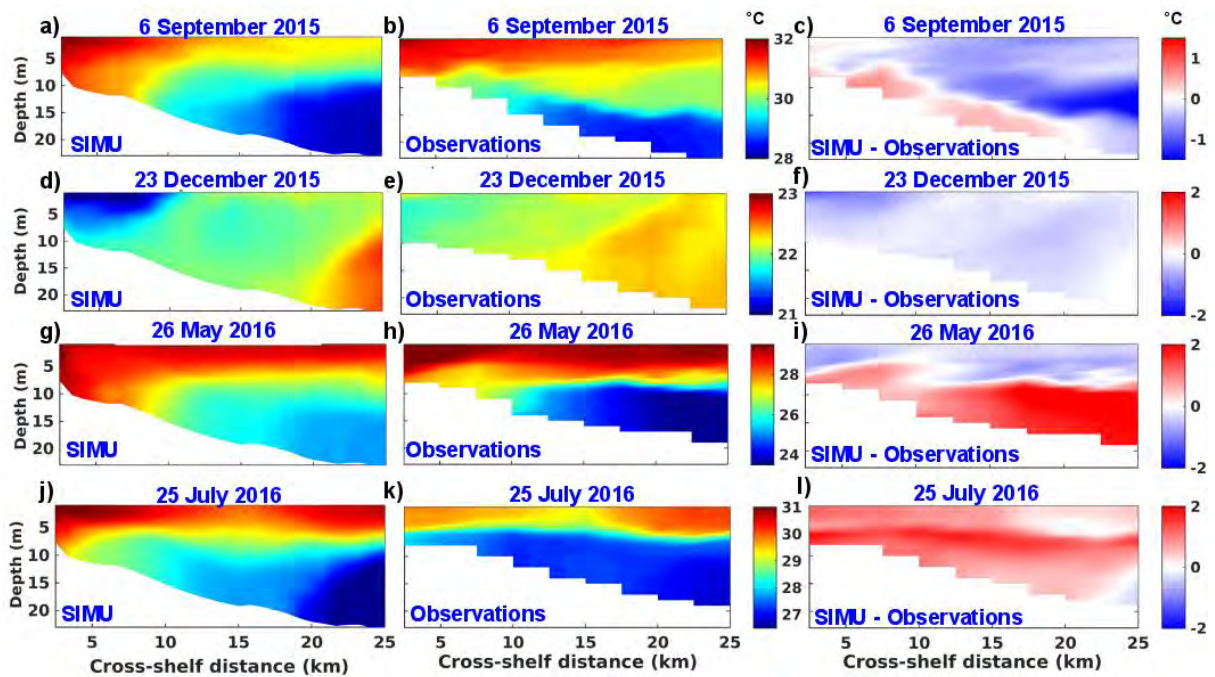 a) 6 September 2015
b) 6 September 2015 °C
c) 6 September 2015 °C
Depth (m) 5 10 15 20
SIMU
Observations
32 30 28
SIMU - Observations
1 0 -1
d) 23 December 2015
e) 23 December 2015
f) 23 December 2015
Depth (m) 5 10 15 20
SIMU
Observations
23 22 21
SIMU - Observations
2 0 -2
g) 26 May 2016
h) 26 May 2016
i) 26 May 2016
Depth (m) 5 10 15 20
SIMU
Observations
28 26 24
SIMU - Observations
2 0 -2
j) 25 July 2016
k) 25 July 2016
l) 25 July 2016
Depth (m) 5 10 15 20
SIMU
Observations
31 30 29 28 27
SIMU - Observations
2 0 -2
5 10 15 20 25
5 10 15 20 25
5 10 15 20 25
Cross-shelf distance (km)
Cross-shelf distance (km)
Cross-shelf distance (km)